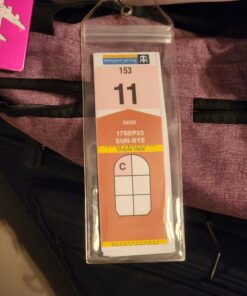 153
11
OASIS
17SEP23
SUN-BYE
C